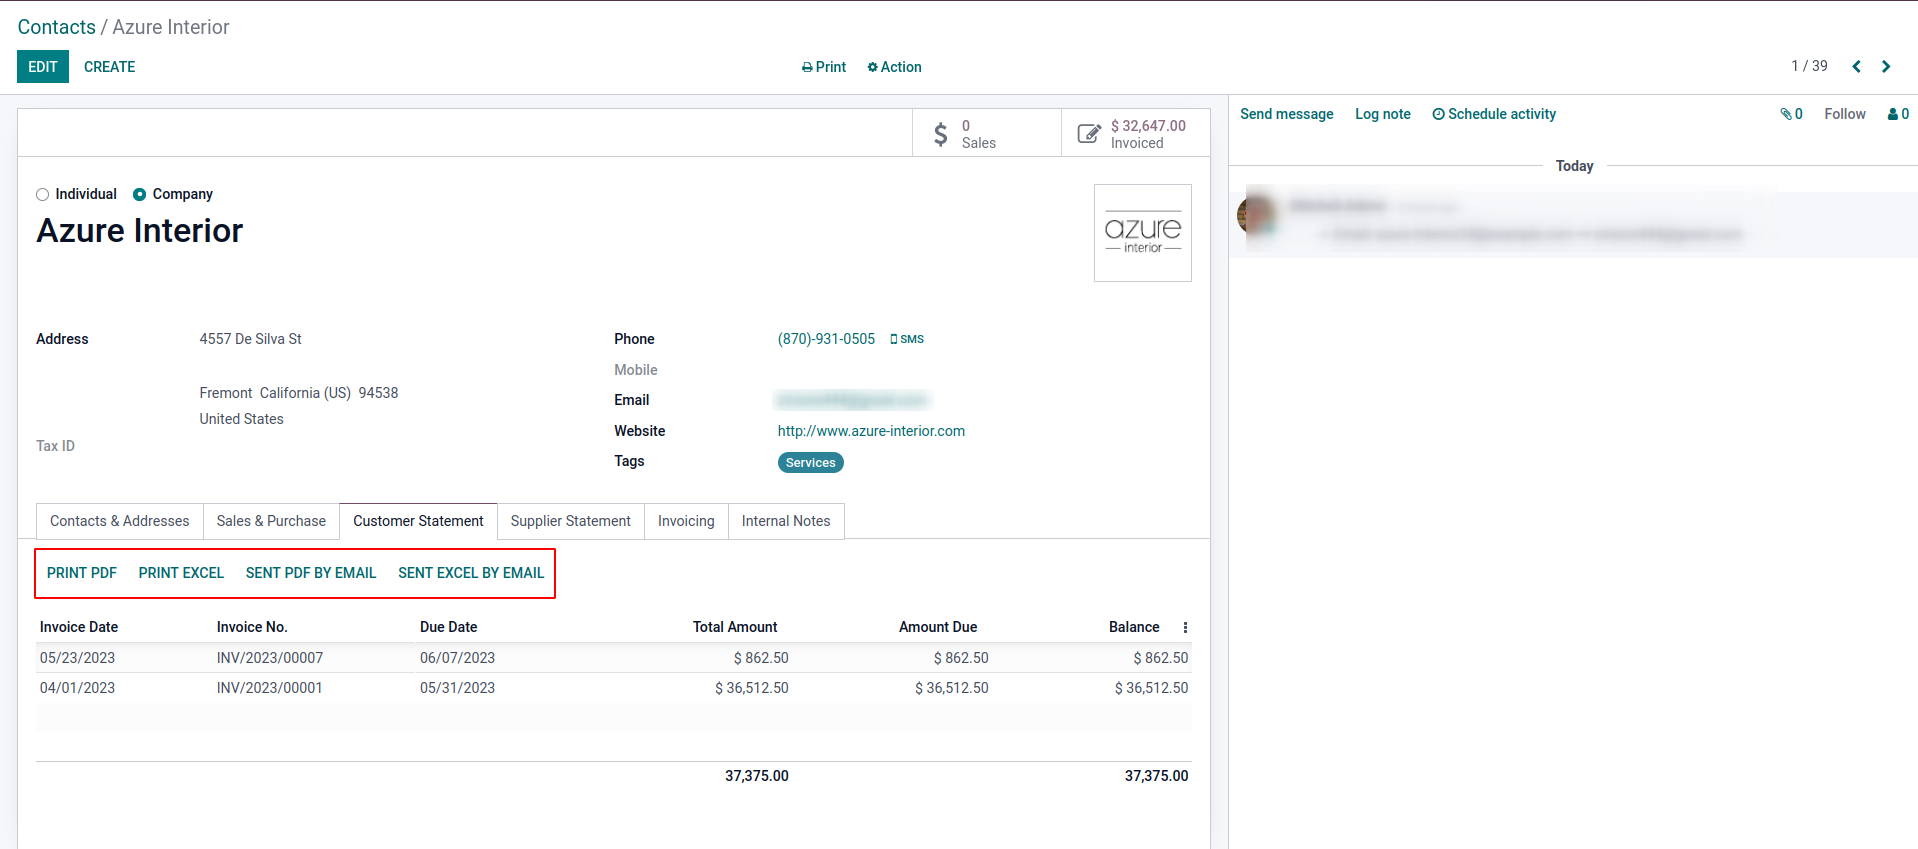 Contacts / Azure Interior
EDIT CREATE Print Action 1 / 39
0 Sales
$ 32,647.00 Invoiced
Send message Log note Schedule activity 0 Follow 0
Today
Individual Company
Azure Interior
azure
interior
Address 4557 De Silva St
Fremont California (US) 94538
United States
Tax ID
Phone (870)-931-0505 SMS
Mobile
Email
Website http://www.azure-interior.com
Tags Services
Contacts & Addresses Sales & Purchase Customer Statement Supplier Statement Invoicing Internal Notes
PRINT PDF PRINT EXCEL SENT PDF BY EMAIL SENT EXCEL BY EMAIL
Invoice Date Invoice No. Due Date Total Amount Amount Due Balance
05/23/2023 INV/2023/00007 06/07/2023 $ 862.50 $ 862.50 $ 862.50
04/01/2023 INV/2023/00001 05/31/2023 $ 36,512.50 $ 36,512.50 $ 36,512.50
37,375.00 37,375.00